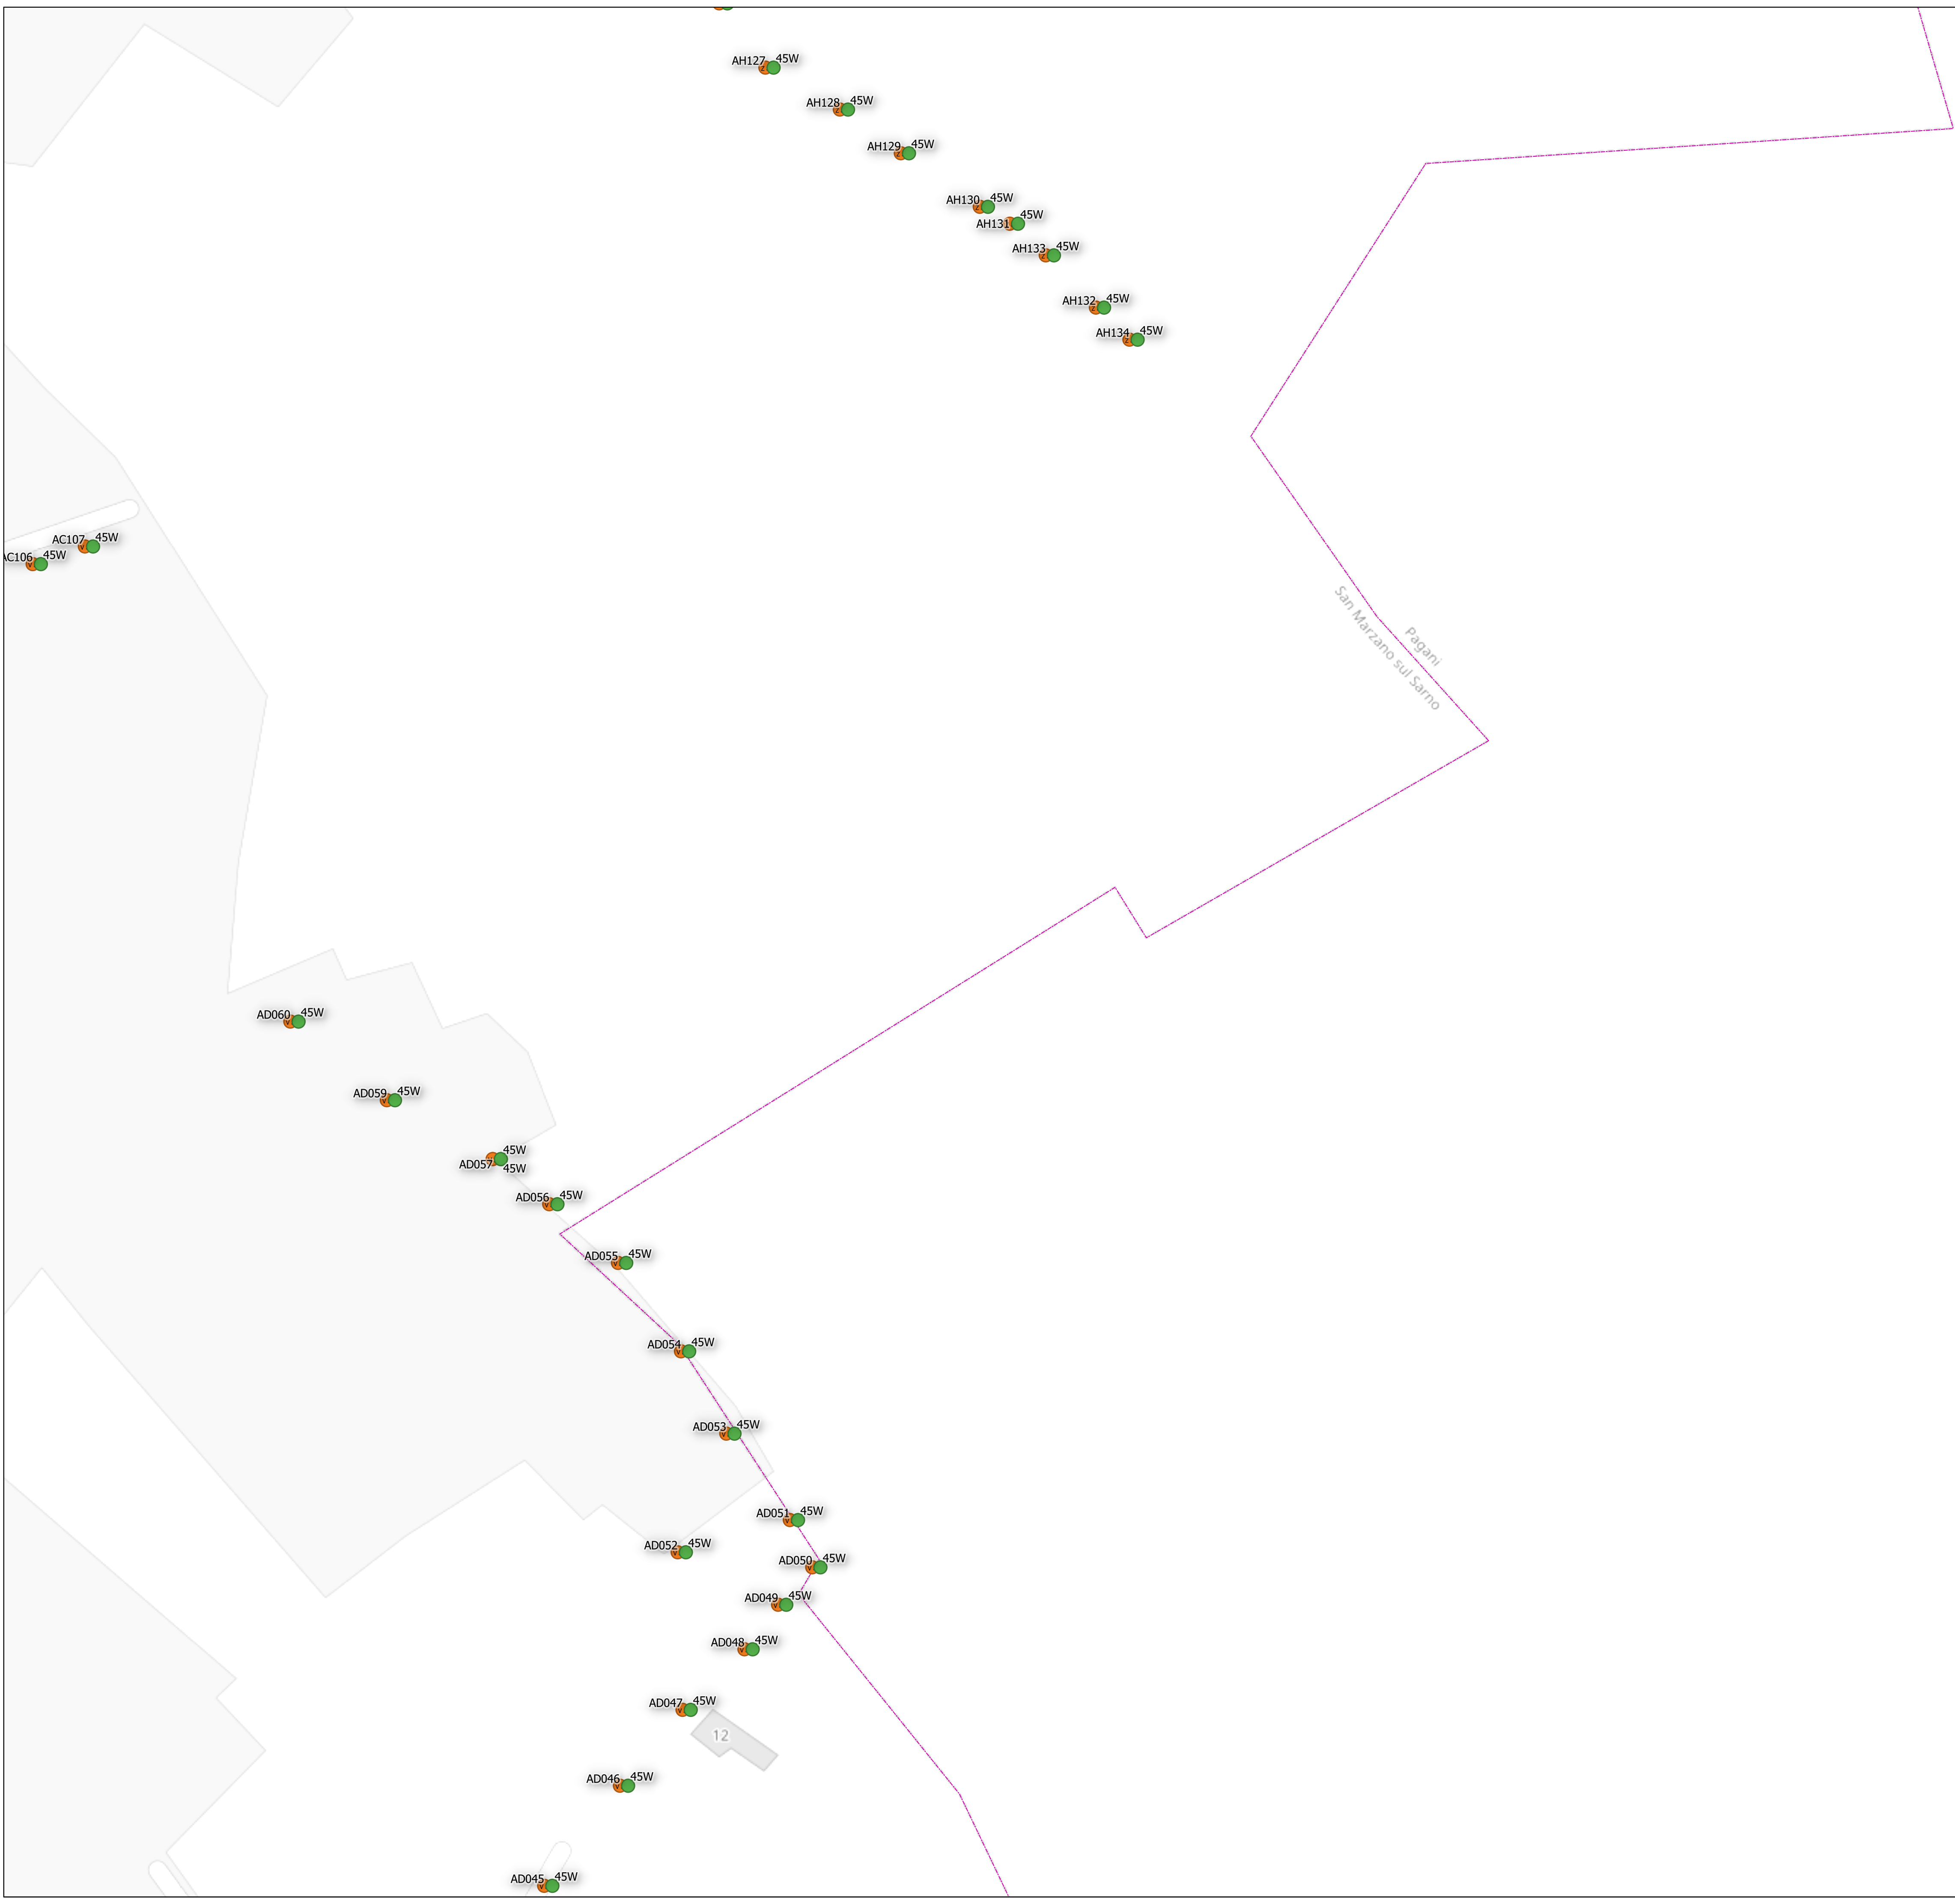 AH127 45W
AH128 45W
AH129 45W
AH130 45W
AH131 45W
AH133 45W
AH132 45W
AH134 45W
AC107 45W
AC106 45W
Pagani
San Marzano sul Sarno
AD060 45W
AD059 45W
AD057 45W
45W
AD056 45W
AD055 45W
AD054 45W
AD053 45W
AD051 45W
AD052 45W
AD050 45W
AD049 45W
AD048 45W
AD047 45W
12
AD046 45W
AD045 45W